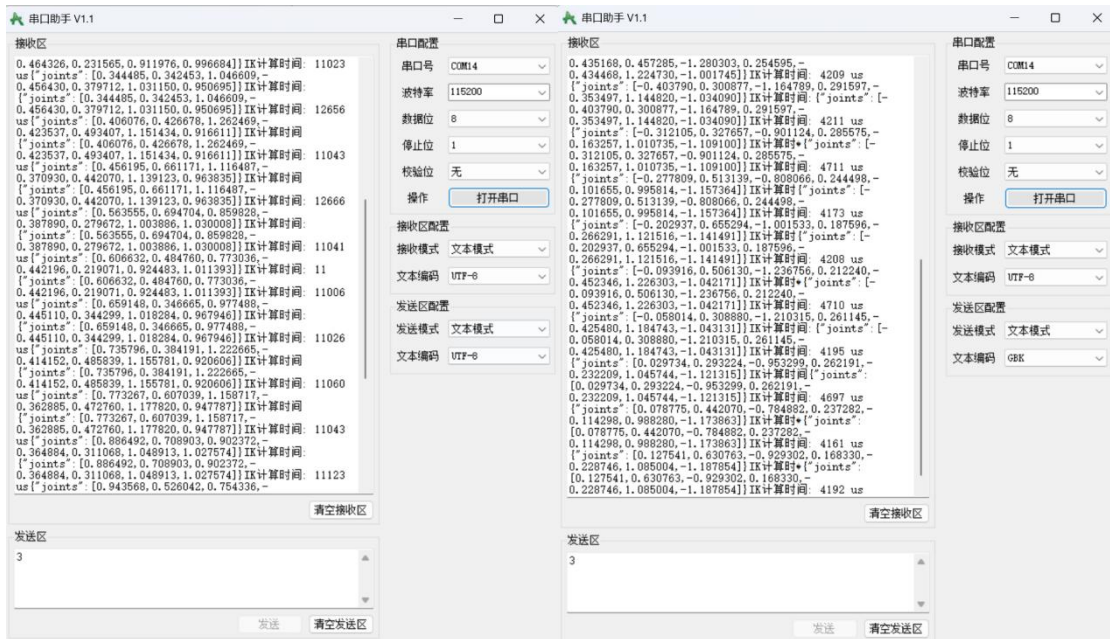 串口助手 V1.1
接收区
0.464326,0.231565,0.911976,0.996684]}IK计算时间: 11023
us{"joints": [0.344485,0.342453,1.046609,-
0.456430,0.379712,1.031150,0.950695]}IK计算时间:
{"joints": [0.344485,0.342453,1.046609,-
0.456430,0.379712,1.031150,0.950695]}IK计算时间: 12656
us{"joints": [0.406076,0.426678,1.262469,-
0.423537,0.493407,1.151434,0.916611]}IK计算时间
{"joints": [0.406076,0.426678,1.262469,-
0.423537,0.493407,1.151434,0.916611]}IK计算时间: 11043
us{"joints": [0.456195,0.661171,1.116487,-
0.370930,0.442070,1.139123,0.963835]}IK计算时间
{"joints": [0.456195,0.661171,1.116487,-
0.370930,0.442070,1.139123,0.963835]}IK计算时间: 12666
us{"joints": [0.563555,0.694704,0.859828,-
0.387890,0.279672,1.003886,1.030008]}IK计算时间
{"joints": [0.563555,0.694704,0.859828,-
0.387890,0.279672,1.003886,1.030008]}IK计算时间: 11041
us{"joints": [0.606632,0.484760,0.773036,-
0.442196,0.219071,0.924483,1.011393]}IK计算时间: 11
{"joints": [0.606632,0.484760,0.773036,-
0.442196,0.219071,0.924483,1.011393]}IK计算时间: 11006
us{"joints": [0.659148,0.346665,0.977488,-
0.445110,0.344299,1.018284,0.967946]}IK计算时间
{"joints": [0.659148,0.346665,0.977488,-
0.445110,0.344299,1.018284,0.967946]}IK计算时间: 11026
us{"joints": [0.735796,0.384191,1.222665,-
0.414152,0.485839,1.155781,0.920606]}IK计算时间
{"joints": [0.735796,0.384191,1.222665,-
0.414152,0.485839,1.155781,0.920606]}IK计算时间: 11060
us{"joints": [0.773267,0.607039,1.158717,-
0.362885,0.472760,1.177820,0.947787]}IK计算时间
{"joints": [0.773267,0.607039,1.158717,-
0.362885,0.472760,1.177820,0.947787]}IK计算时间: 11043
us{"joints": [0.886492,0.708903,0.902372,-
0.364884,0.311068,1.048913,1.027574]}IK计算时间
{"joints": [0.886492,0.708903,0.902372,-
0.364884,0.311068,1.048913,1.027574]}IK计算时间: 11123
us{"joints": [0.943568,0.526042,0.754336,-
清空接收区
发送区
3
发送 清空发送区
串口配置
串口号 COM14
波特率 115200
数据位 8
停止位 1
校验位 无
操作 打开串口
接收区配置
接收模式 文本模式
文本编码 UTF-8
发送区配置
发送模式 文本模式
文本编码 UTF-8
串口助手 V1.1
接收区
0.435168,0.457285,-1.280303,0.254595,-
0.434468,1.224730,-1.001745]}IK计算时间: 4209 us
{"joints": [-0.403790,0.300877,-1.164789,0.291597,-
0.353497,1.144820,-1.034090]}IK计算时间: {"joints": [-
0.403790,0.300877,-1.164789,0.291597,-
0.353497,1.144820,-1.034090]}IK计算时间: 4211 us
{"joints": [-0.312105,0.327657,-0.901124,0.285575,-
0.163257,1.010735,-1.109100]}IK计算时�{"joints": [-
0.312105,0.327657,-0.901124,0.285575,-
0.163257,1.010735,-1.109100]}IK计算时间: 4711 us
{"joints": [-0.277809,0.513139,-0.808066,0.244498,-
0.101655,0.995814,-1.157364]}IK计算时{"joints": [-
0.277809,0.513139,-0.808066,0.244498,-
0.101655,0.995814,-1.157364]}IK计算时间: 4173 us
{"joints": [-0.202937,0.655294,-1.001533,0.187596,-
0.266291,1.121516,-1.141491]}IK计算时{"joints": [-
0.202937,0.655294,-1.001533,0.187596,-
0.266291,1.121516,-1.141491]}IK计算时间: 4208 us
{"joints": [-0.093916,0.506130,-1.236756,0.212240,-
0.452346,1.226303,-1.042171]}IK计算时�{"joints": [-
0.093916,0.506130,-1.236756,0.212240,-
0.452346,1.226303,-1.042171]}IK计算时间: 4710 us
{"joints": [-0.058014,0.308880,-1.210315,0.261145,-
0.425480,1.184743,-1.043131]}IK计算时间: {"joints": [-
0.058014,0.308880,-1.210315,0.261145,-
0.425480,1.184743,-1.043131]}IK计算时间: 4195 us
{"joints": [0.029734,0.293224,-0.953299,0.262191,-
0.232209,1.045744,-1.121315]}IK计算时间{"joints":
[0.029734,0.293224,-0.953299,0.262191,-
0.232209,1.045744,-1.121315]}IK计算时间: 4697 us
{"joints": [0.078775,0.442070,-0.784882,0.237282,-
0.114298,0.988280,-1.173863]}IK计算时�{"joints":
[0.078775,0.442070,-0.784882,0.237282,-
0.114298,0.988280,-1.173863]}IK计算时间: 4161 us
{"joints": [0.127541,0.630763,-0.929302,0.168330,-
0.228746,1.085004,-1.187854]}IK计算时�{"joints":
[0.127541,0.630763,-0.929302,0.168330,-
0.228746,1.085004,-1.187854]}IK计算时间: 4192 us
清空接收区
发送区
3
发送 清空发送区
串口配置
串口号 COM14
波特率 115200
数据位 8
停止位 1
校验位 无
操作 打开串口
接收区配置
接收模式 文本模式
文本编码 UTF-8
发送区配置
发送模式 文本模式
文本编码 GBK